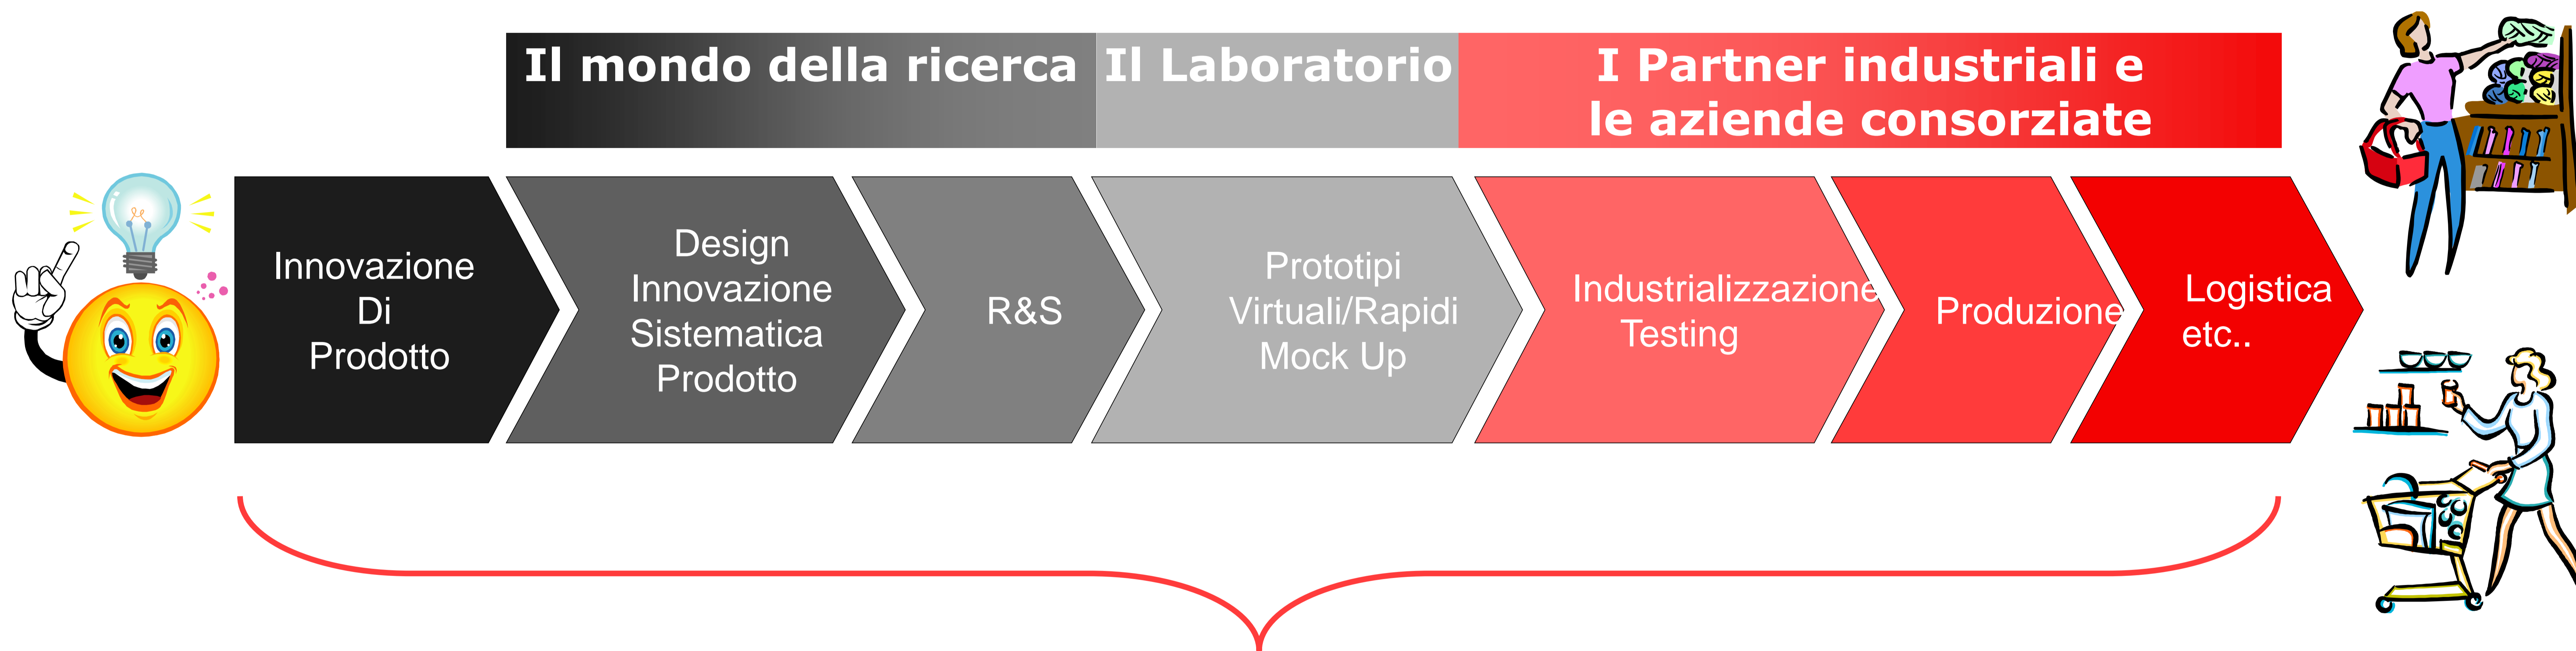 Il mondo della ricerca
Il Laboratorio
I Partner industriali e
le aziende consorziate
Innovazione
Di
Prodotto
Design
Innovazione
Sistematica
Prodotto
R&S
Prototipi
Virtuali/Rapidi
Mock Up
Industrializzazione
Testing
Produzione
Logistica
etc..